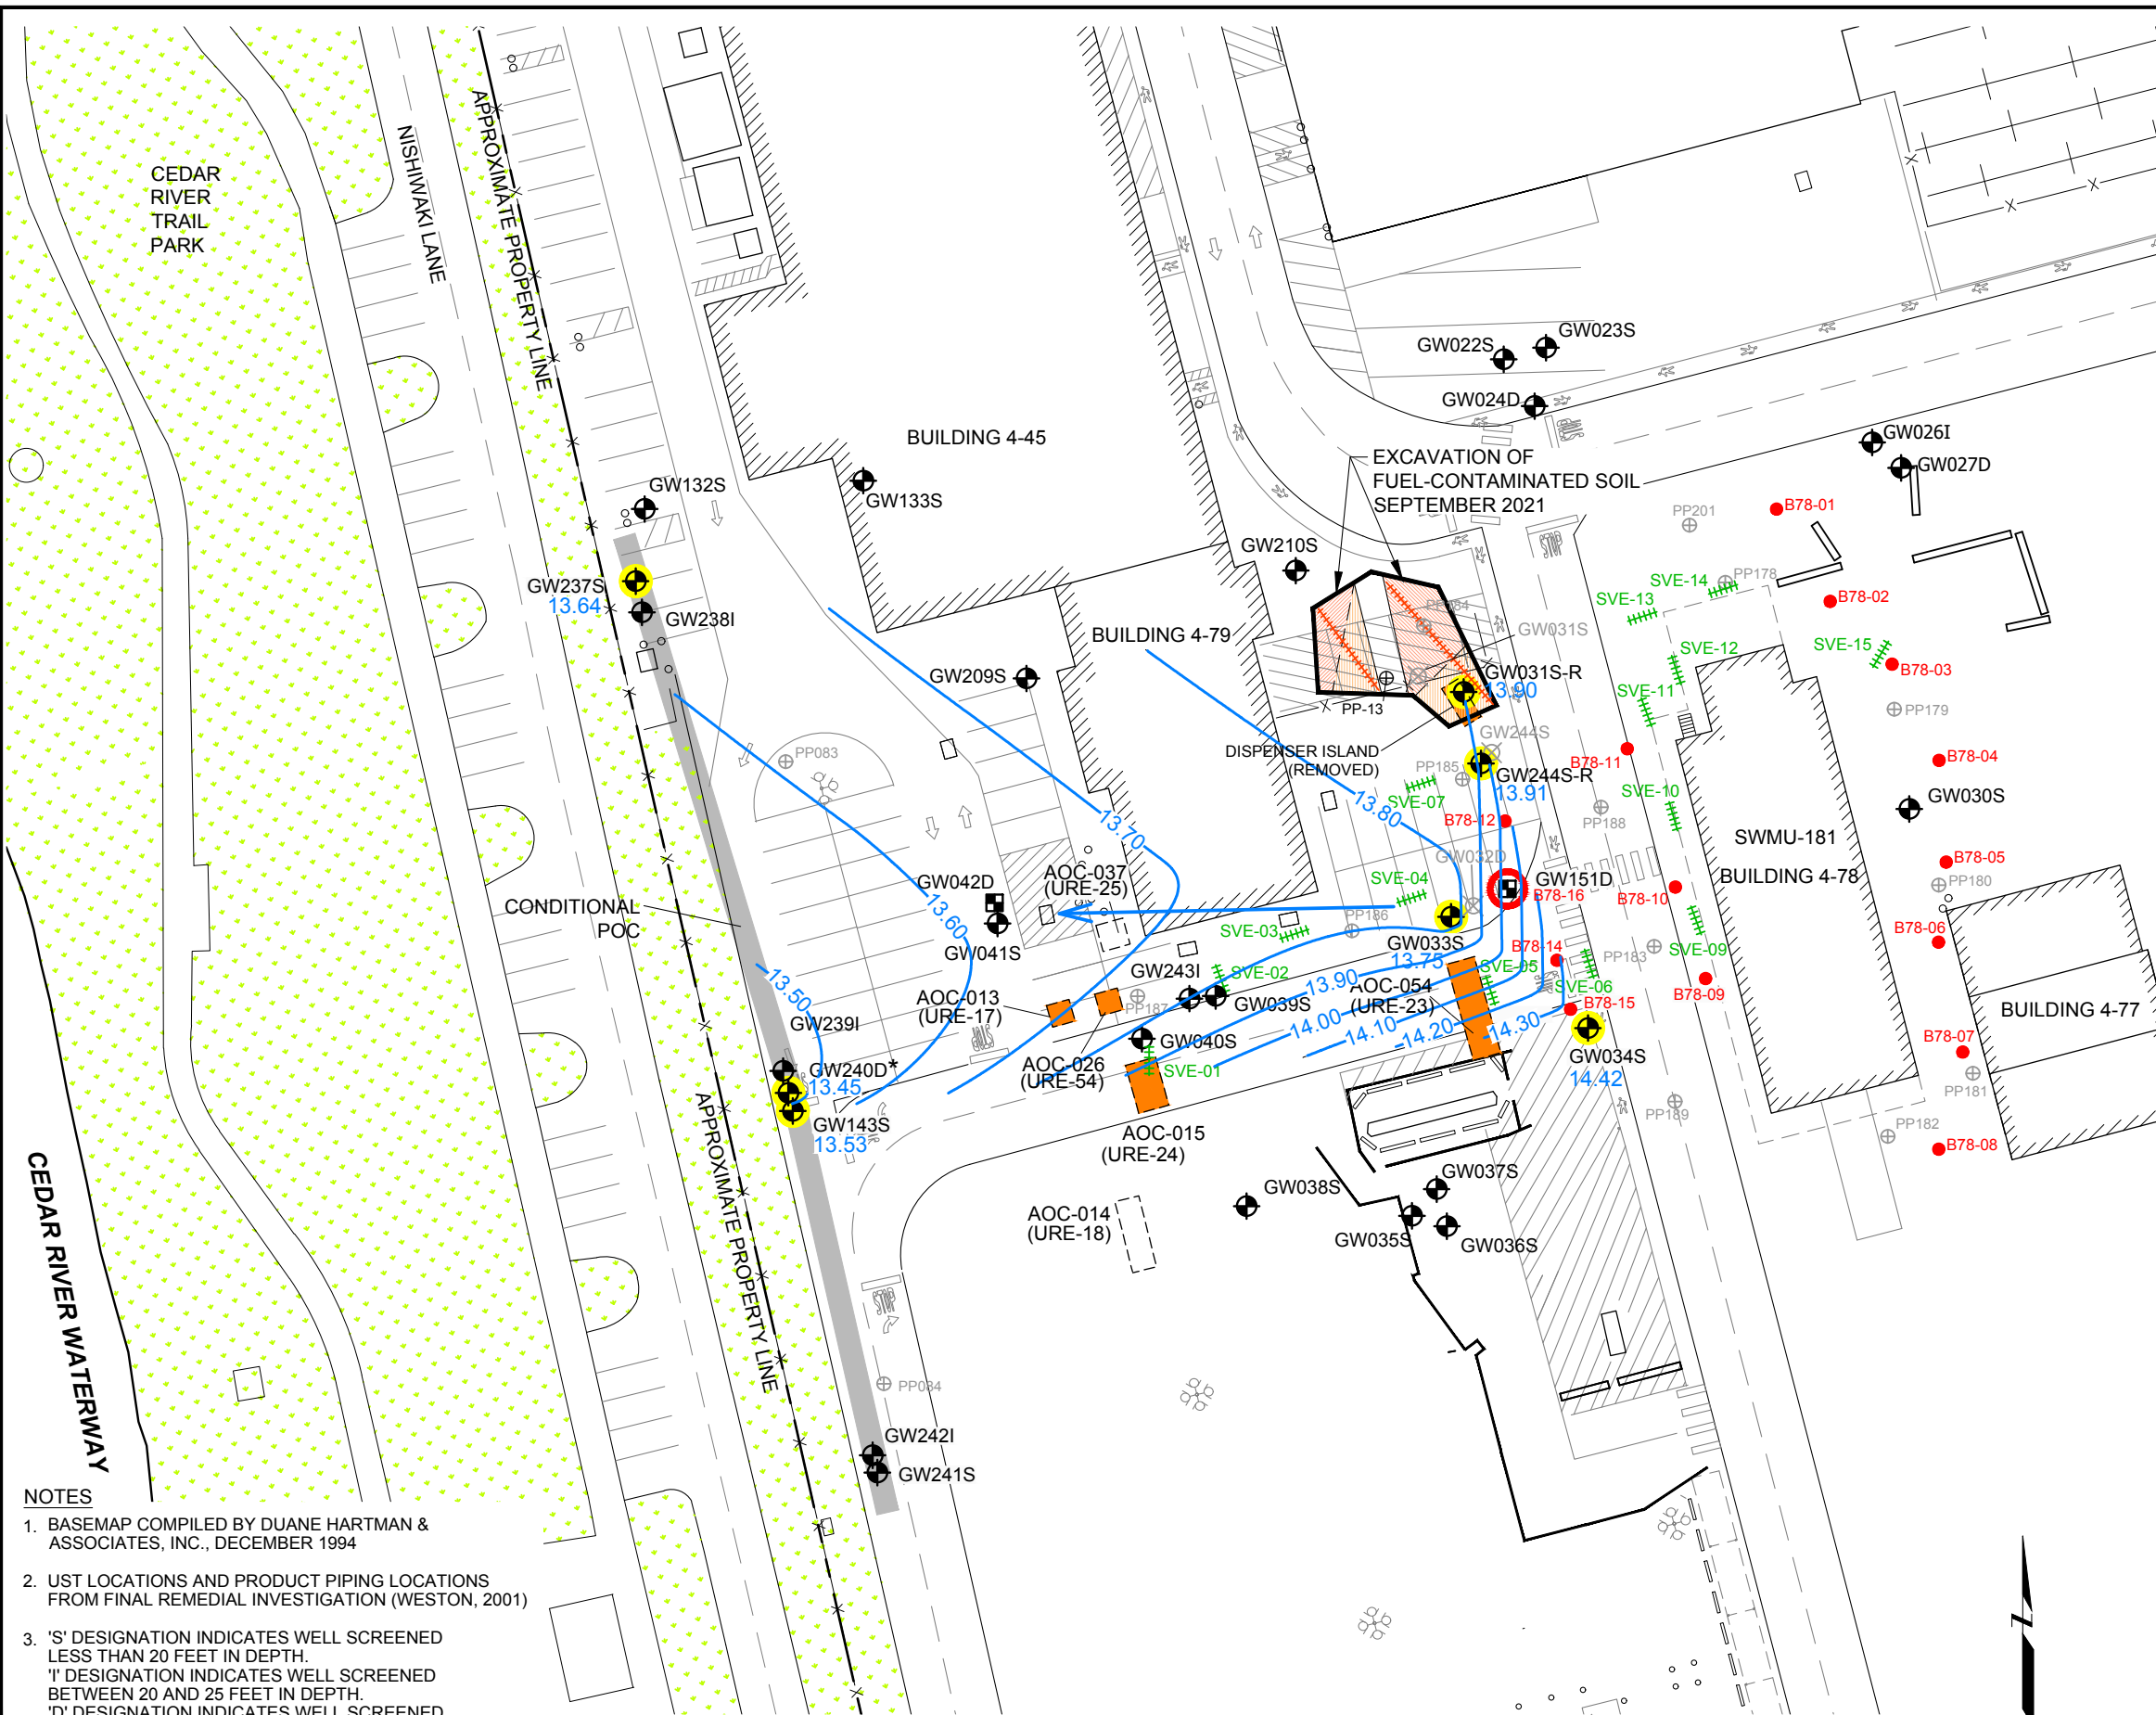 CEDAR
RIVER
TRAIL
PARK
NISHIWAKI LANE
APPROXIMATE PROPERTY LINE
BUILDING 4-45
GW022S
GW023S
GW024D
GW026I
GW027D
EXCAVATION OF
FUEL-CONTAMINATED SOIL
SEPTEMBER 2021
STOP
PP201
B78-01
GW132S
GW133S
GW210S
GW237S
13.64
GW238I
SVE-14
PP178
SVE-13
B78-02
PP184
GW031S
BUILDING 4-79
SVE-12
SVE-15
B78-03
GW209S
GW031S-R
13.90
SVE-11
PP-13
PP179
GW244S
DISPENSER ISLAND
(REMOVED)
PP083
B78-11
B78-04
PP185
GW244S-R
13.91
SVE-07
SVE-10
GW030S
13.80
B78-12
PP188
13.70
SWMU-181
BUILDING 4-78
GW032D
B78-05
PP180
AOC-037
(URE-25)
GW042D
SVE-04
GW151D
B78-16
B78-10
CONDITIONAL
POC
13.60
PP186
SVE-03
GW033S
13.75
B78-14
SVE-09
B78-06
GW041S
PP183
13.50
GW243I
SVE-02
SVE-05
SVE-06
B78-09
AOC-013
(URE-17)
PP187
GW039S
13.90
AOC-054
(URE-23)
B78-15
BUILDING 4-77
GW239I
14.00
14.10
14.20
14.30
GW034S
14.42
GW040S
B78-07
AOC-026
(URE-54)
SVE-01
GW240D*
13.45
PP181
GW143S
13.53
PP189
PP182
B78-08
AOC-015
(URE-24)
APPROXIMATE PROPERTY LINE
CEDAR RIVER WATERWAY
GW037S
GW038S
AOC-014
(URE-18)
GW035S
GW036S
STOP
PP084
GW242I
GW241S
NOTES
1. BASEMAP COMPILED BY DUANE HARTMAN &
ASSOCIATES, INC., DECEMBER 1994
2. UST LOCATIONS AND PRODUCT PIPING LOCATIONS
FROM FINAL REMEDIAL INVESTIGATION (WESTON, 2001)
3. 'S' DESIGNATION INDICATES WELL SCREENED
LESS THAN 20 FEET IN DEPTH.
'I' DESIGNATION INDICATES WELL SCREENED
BETWEEN 20 AND 25 FEET IN DEPTH.
'D' DESIGNATION INDICATES WELL SCREENED